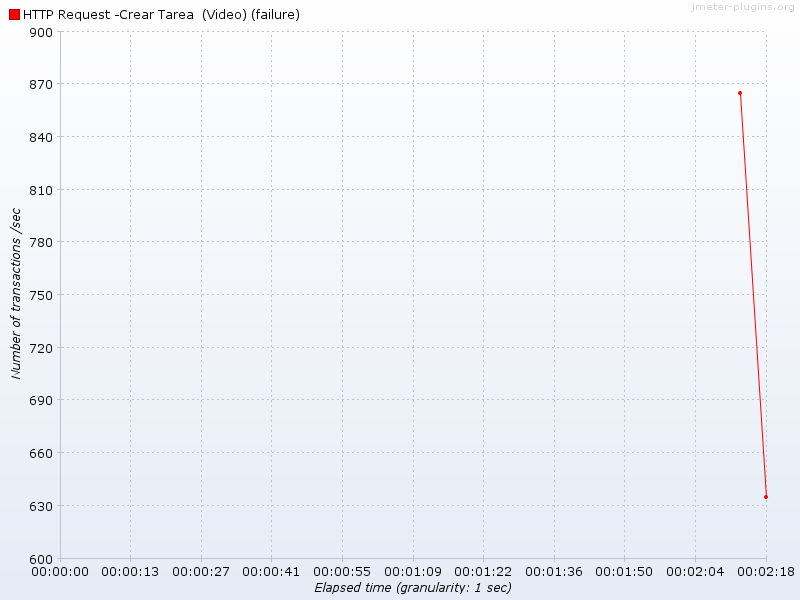 jmeter-plugins.org
HTTP Request -Crear Tarea  (Video) (failure)
900
870
840
810
780
750
720
690
660
630
600
Number of transactions /sec
00:00:00 00:00:13 00:00:27 00:00:41 00:00:55 00:01:09 00:01:22 00:01:36 00:01:50 00:02:04 00:02:18
Elapsed time (granularity: 1 sec)